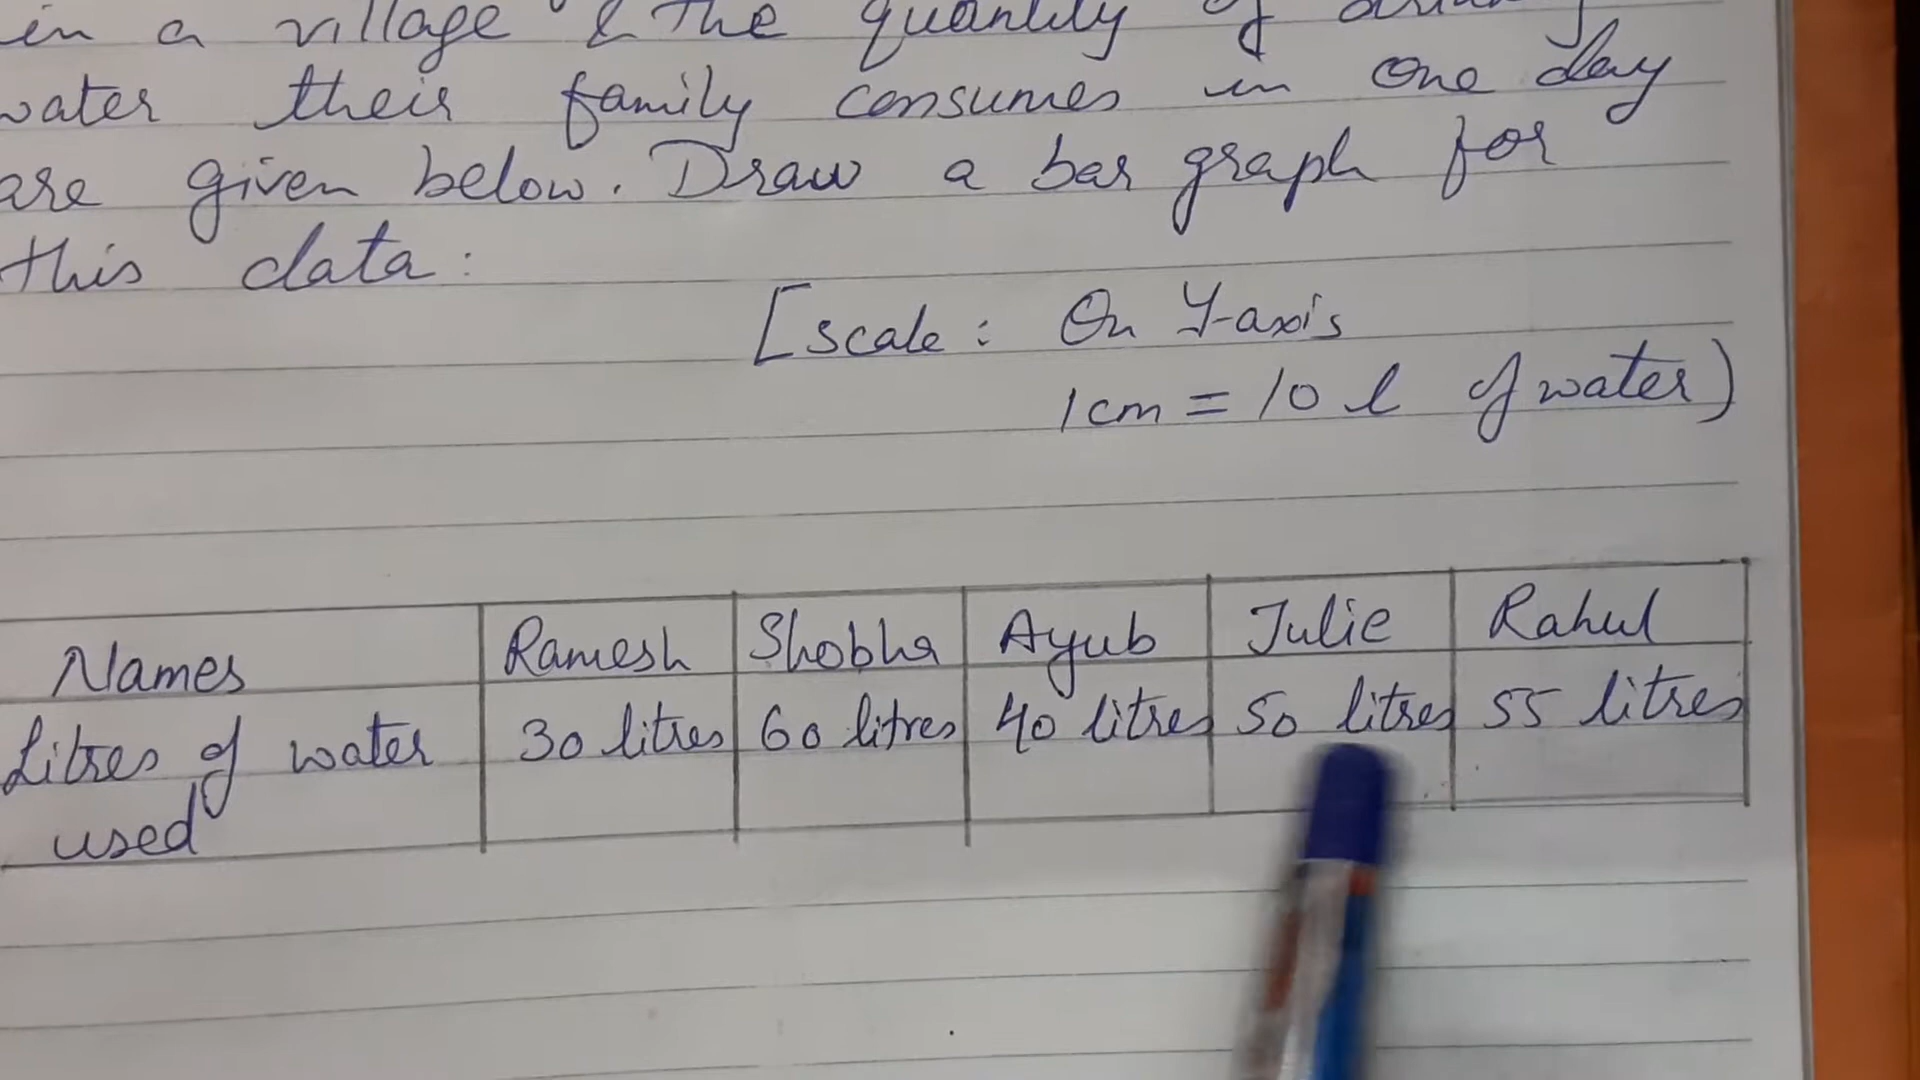 in a village & the quantity of
water their family consumes in one day
are given below. Draw a bar graph for
this data:
[scale: On Y-axis
1cm = 10 l of water)
Names Ramesh Shobha Ayub Julie Rahul
Litres of water 30 litres 60 litres 40 litres 50 litres 55 litres
used